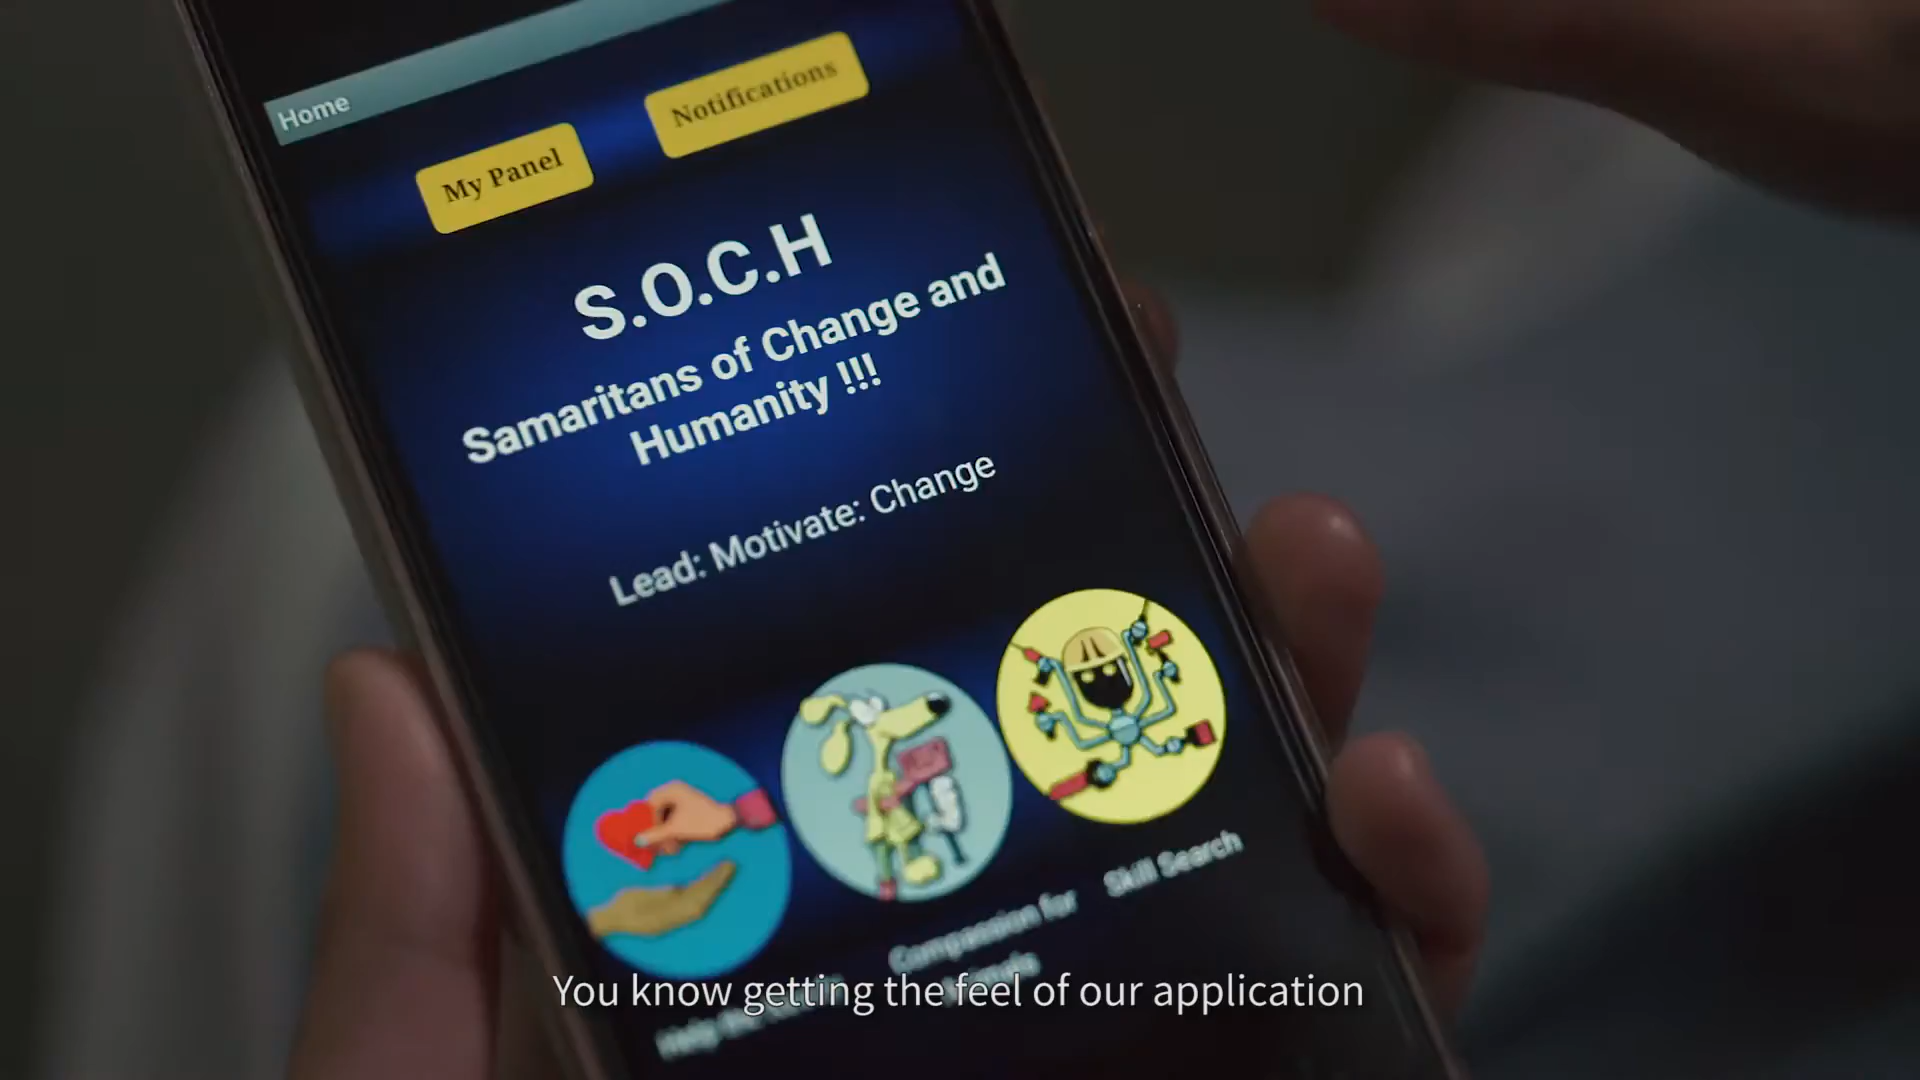 Home
My Panel
Notifications
S.O.C.H
Samaritans of Change and
Humanity !!!
Lead: Motivate: Change
Skill Search
Compassion for
You know getting the feel of our application